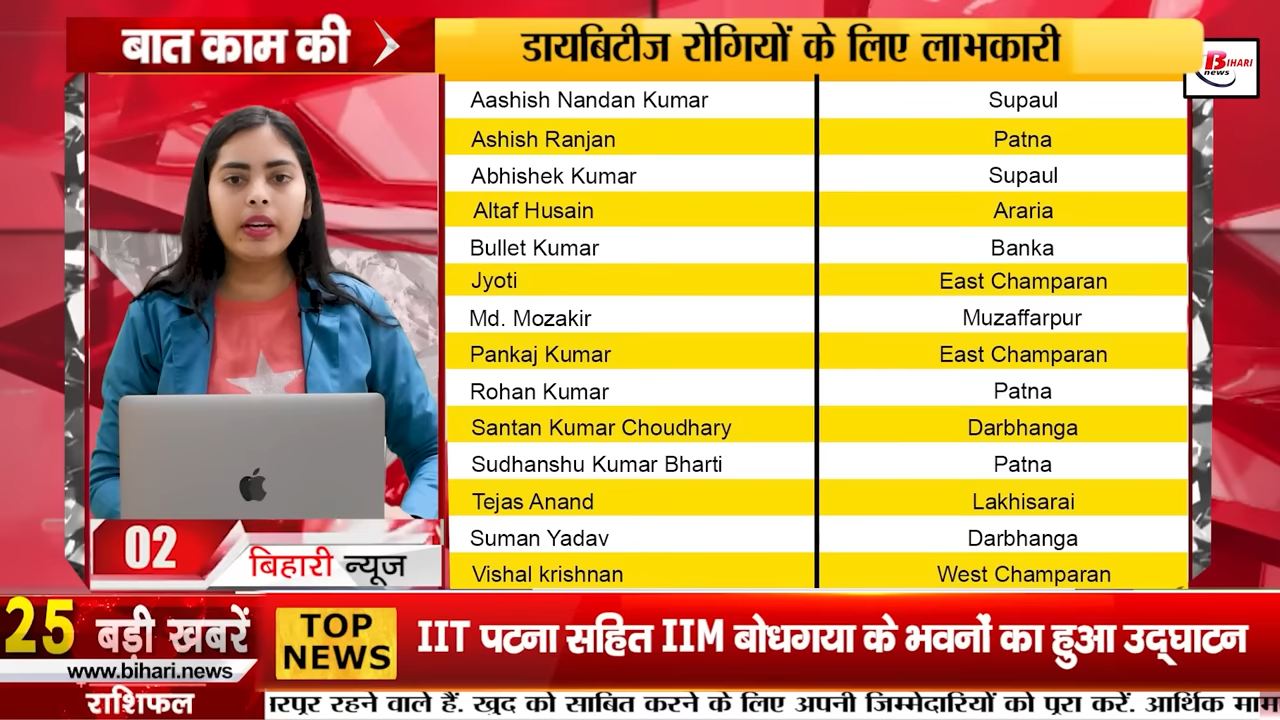 बात काम की
डायबिटीज रोगियों के लिए लाभकारी
BIHARI
news
Aashish Nandan Kumar Supaul
Ashish Ranjan Patna
Abhishek Kumar Supaul
Altaf Husain Araria
Bullet Kumar Banka
Jyoti East Champaran
Md. Mozakir Muzaffarpur
Pankaj Kumar East Champaran
Rohan Kumar Patna
Santan Kumar Choudhary Darbhanga
Sudhanshu Kumar Bharti Patna
Tejas Anand Lakhisarai
Suman Yadav Darbhanga
Vishal krishnan West Champaran
02
बिहारी न्यूज
25 बड़ी खबरें
www.bihari.news
TOP
NEWS
IIT पटना सहित IIM बोधगया के भवनों का हुआ उद्घाटन
राशिफल
रहने वाले हैं. खुद को साबित करने के लिए अपनी जिम्मेदारियों को पूरा करें. आर्थिक